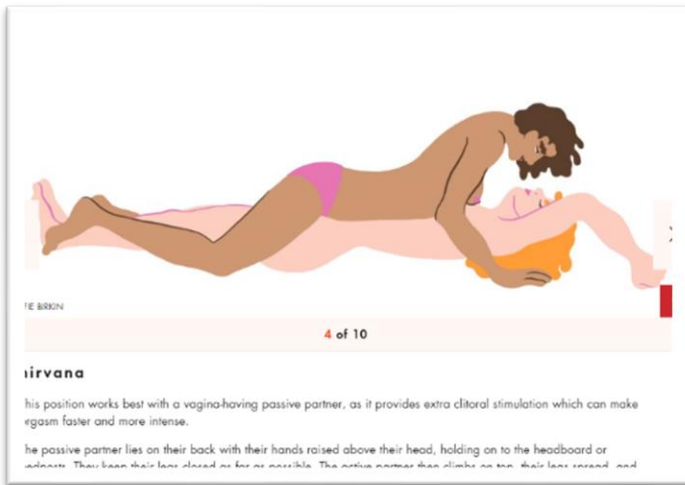 FIE BIRKIN
4 of 10
nirvana
his position works best with a vagina-having passive partner, as it provides extra clitoral stimulation which can make
rgasm faster and more intense.
he passive partner lies on their back with their hands raised above their head, holding on to the headboard or
edposts. They keep their legs closed as far as possible. The active partner then climbs on top, their legs spread, and